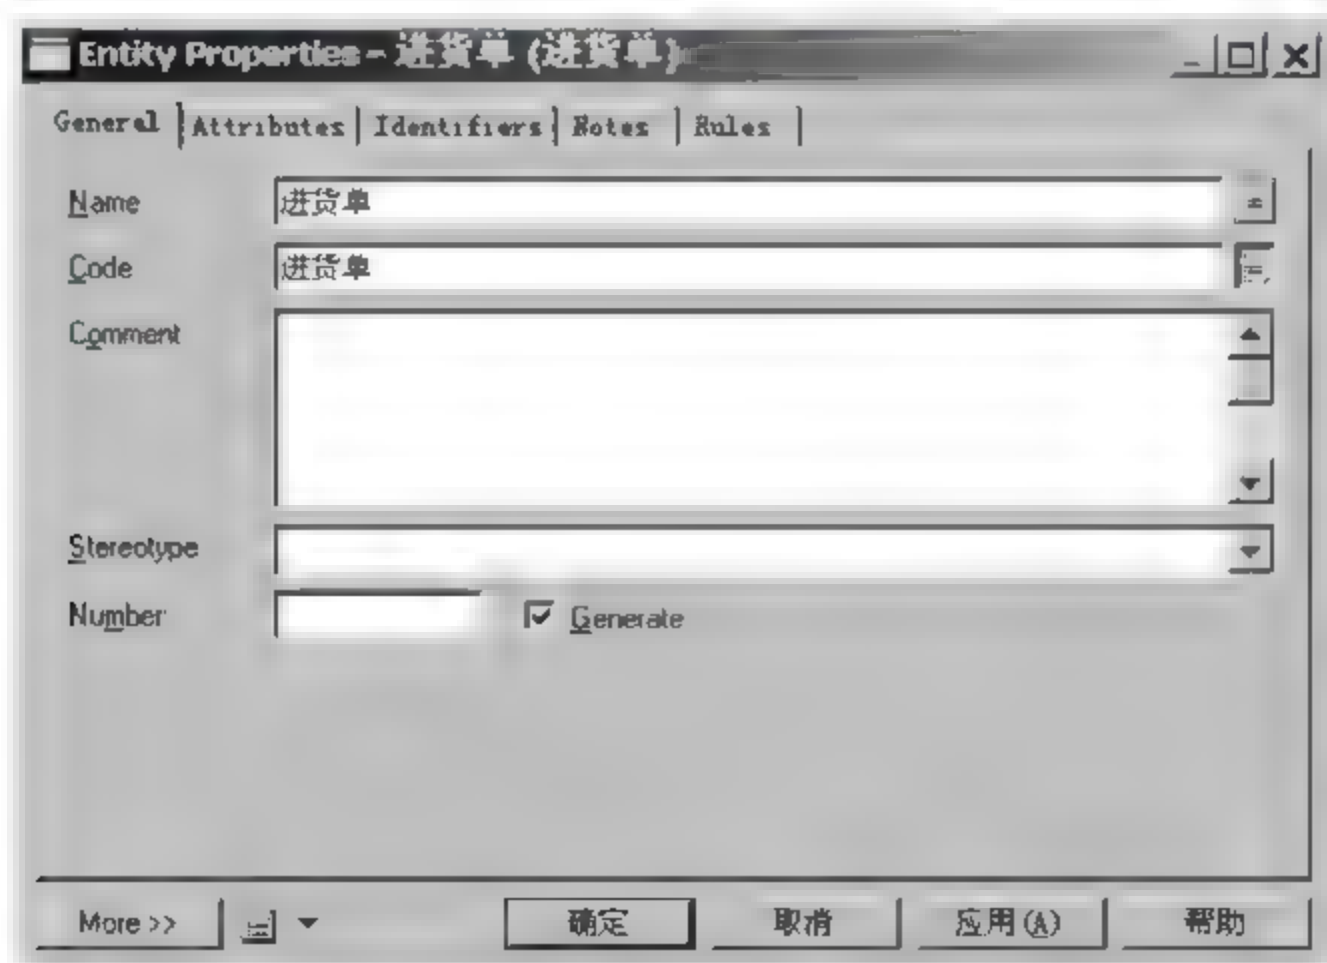 Entity Properties - 进货单 (进货单)
General Attributes Identifiers Notes Rules
Name 进货单 =
Code 进货单 =
Comment
Stereotype
Number Generate
More >> 确定 取消 应用(A) 帮助